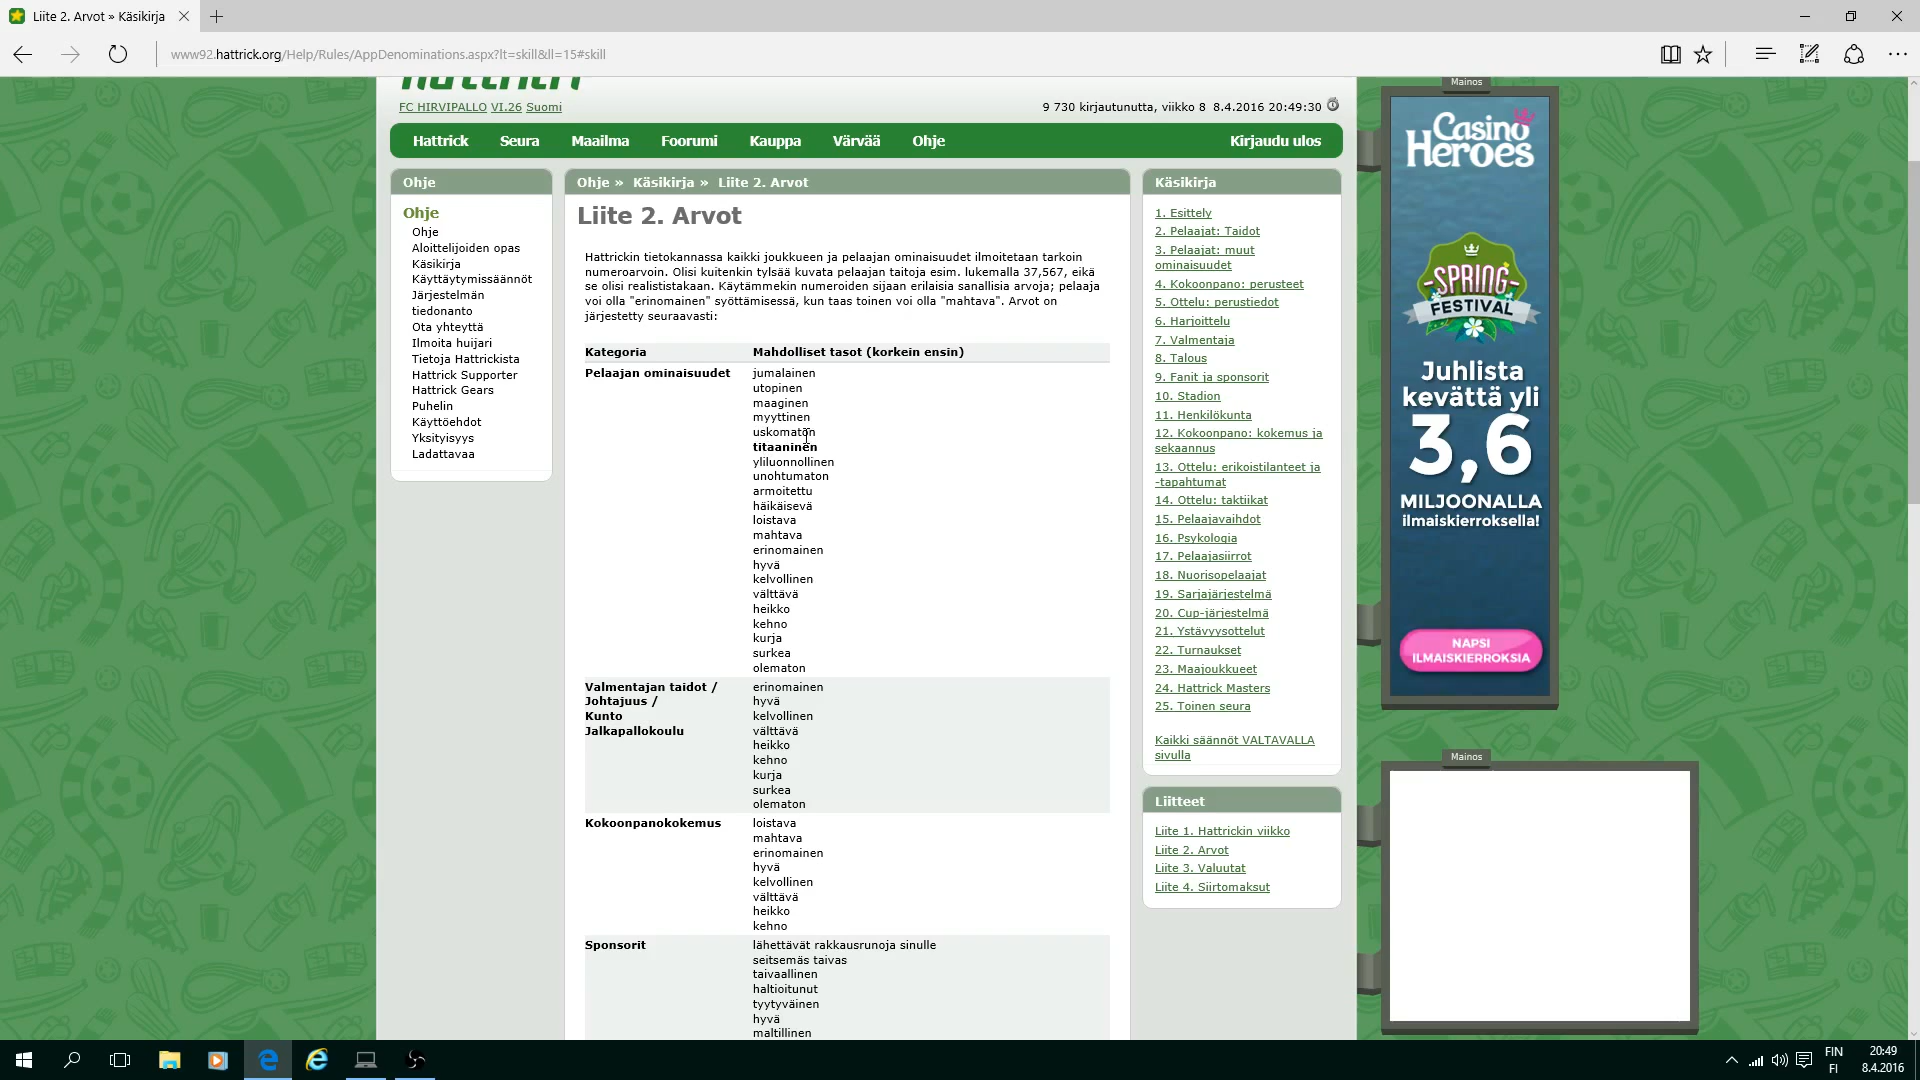 Liite 2. Arvot » Käsikirja
www92.hattrick.org/Help/Rules/AppDenominations.aspx?lt=skill&ll=15#skill
FC HIRVIPALLO VI.26 Suomi
9 730 kirjautunutta, viikko 8 8.4.2016 20:49:30
Hattrick Seura Maailma Foorumi Kauppa Värvää Ohje Kirjaudu ulos
Ohje
Ohje
Ohje
Aloittelijoiden opas
Käsikirja
Käyttäytymissäännöt
Järjestelmän
tiedonanto
Ota yhteyttä
Ilmoita huijari
Tietoja Hattrickista
Hattrick Supporter
Hattrick Gears
Puhelin
Käyttöehdot
Yksityisyys
Ladattavaa
Ohje » Käsikirja » Liite 2. Arvot
Liite 2. Arvot
Hattrickin tietokannassa kaikki joukkueen ja pelaajan ominaisuudet ilmoitetaan tarkoin
numeroarvoin. Olisi kuitenkin tylsää kuvata pelaajan taitoja esim. lukemalla 37,567, eikä
se olisi realististakaan. Käytämmekin numeroiden sijaan erilaisia sanallisia arvoja; pelaaja
voi olla "erinomainen" syöttämisessä, kun taas toinen voi olla "mahtava". Arvot on
järjestetty seuraavasti:
Kategoria Mahdolliset tasot (korkein ensin)
Pelaajan ominaisuudet jumalainen
utopinen
maaginen
myyttinen
uskomaton
titaaninen
yliluonnollinen
unohtumaton
armoitettu
häikäisevä
loistava
mahtava
erinomainen
hyvä
kelvollinen
välttävä
heikko
kehno
kurja
surkea
olematon
Valmentajan taidot / erinomainen
Johtajuus / hyvä
Kunto kelvollinen
Jalkapallokoulu välttävä
heikko
kehno
kurja
surkea
olematon
Kokoonpanokokemus loistava
mahtava
erinomainen
hyvä
kelvollinen
välttävä
heikko
kehno
Sponsorit lähettävät rakkausrunoja sinulle
seitsemäs taivas
taivaallinen
haltioitunut
tyytyväinen
hyvä
maltillinen
Käsikirja
1. Esittely
2. Pelaajat: Taidot
3. Pelaajat: muut
ominaisuudet
4. Kokoonpano: perusteet
5. Ottelu: perustiedot
6. Harjoittelu
7. Valmentaja
8. Talous
9. Fanit ja sponsorit
10. Stadion
11. Henkilökunta
12. Kokoonpano: kokemus ja
sekaannus
13. Ottelu: erikoistilanteet ja
-tapahtumat
14. Ottelu: taktiikat
15. Pelaajavaihdot
16. Psykologia
17. Pelaajasiirrot
18. Nuorisopelaajat
19. Sarjajärjestelmä
20. Cup-järjestelmä
21. Ystävyysottelut
22. Turnaukset
23. Maajoukkueet
24. Hattrick Masters
25. Toinen seura
Kaikki säännöt VALTAVALLA
sivulla
Liitteet
Liite 1. Hattrickin viikko
Liite 2. Arvot
Liite 3. Valuutat
Liite 4. Siirtomaksut
Mainos
Casino
Heroes
SPRING
FESTIVAL
Juhlista
kevättä yli
3,6
MILJOONALLA
ilmaiskierroksella!
NAPSI
ILMAISKIERROKSIA
Mainos
FIN
FI
20:49
8.4.2016